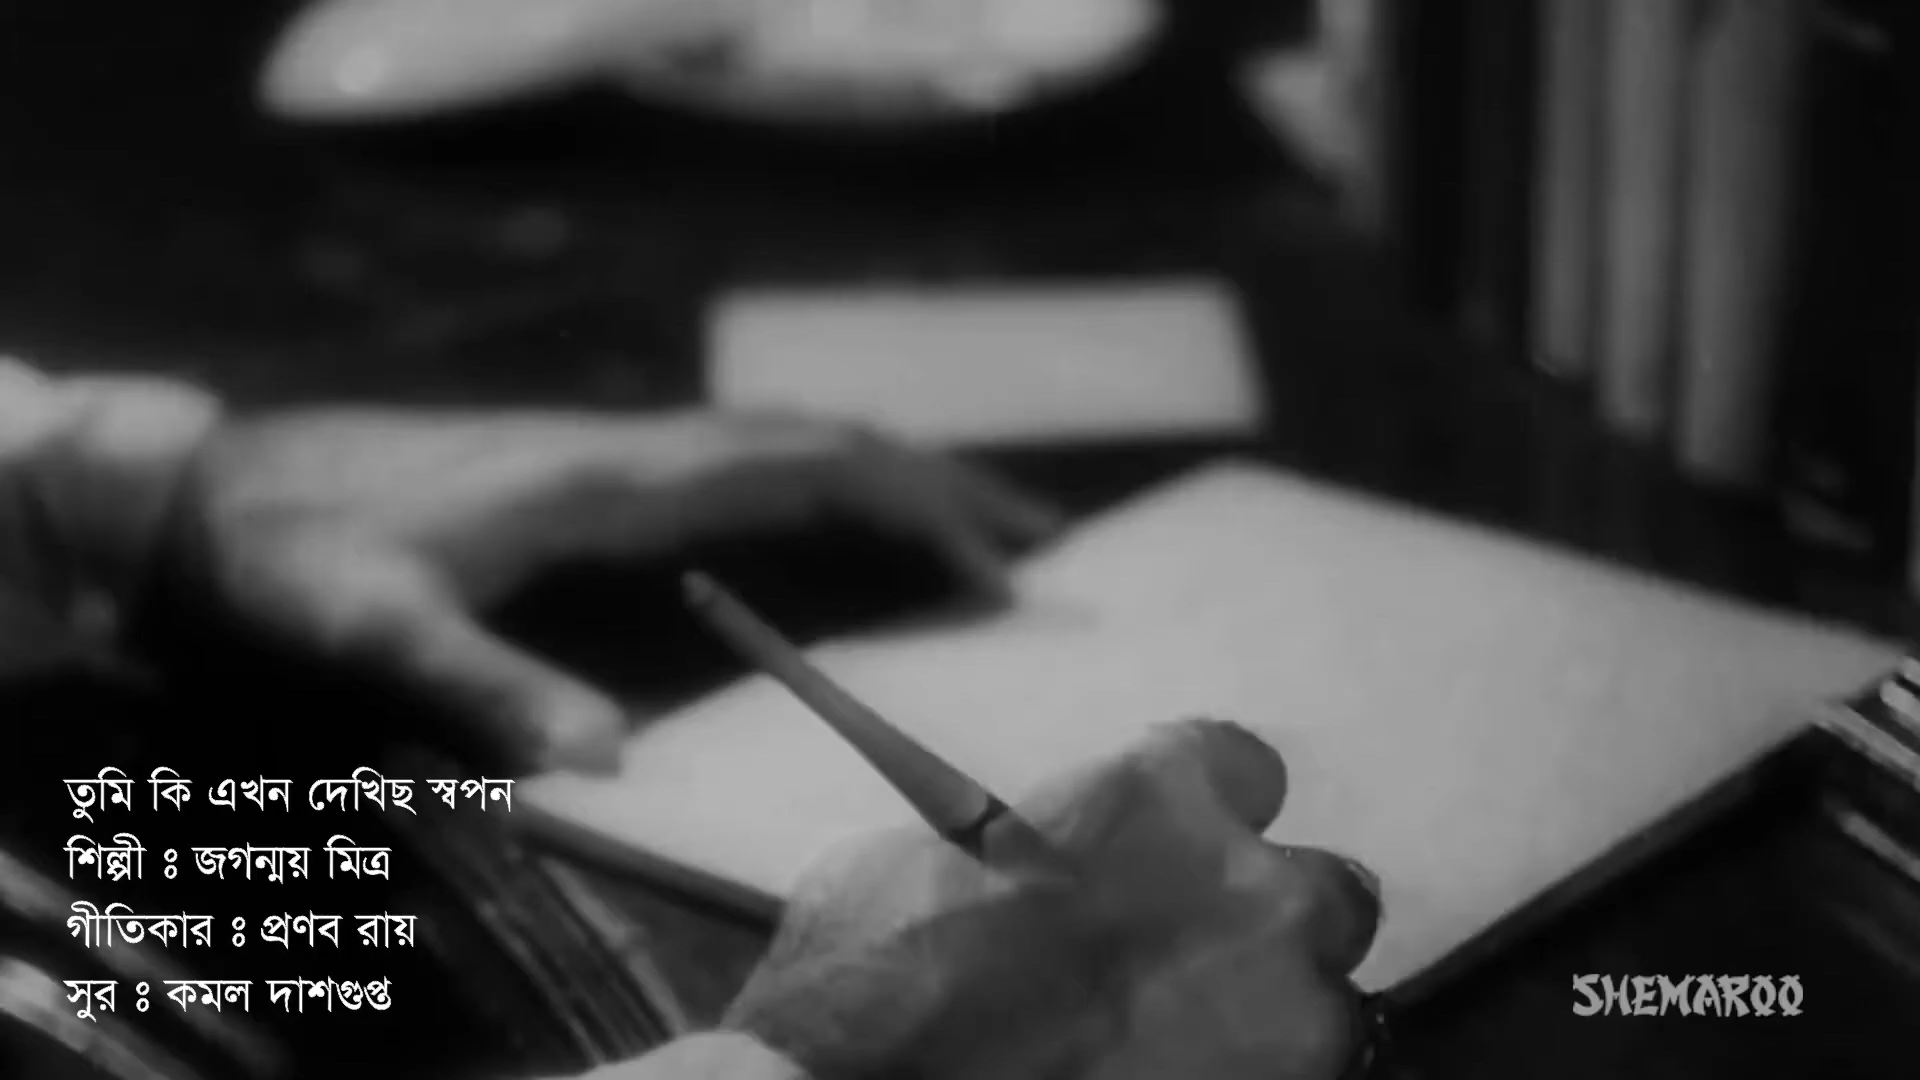 তুমি কি এখন দেখিছ স্বপন
শিল্পী ঃ জগন্ময় মিত্র
গীতিকার ঃ প্রণব রায়
সুর ঃ কমল দাশগুপ্ত
SHEMAROO